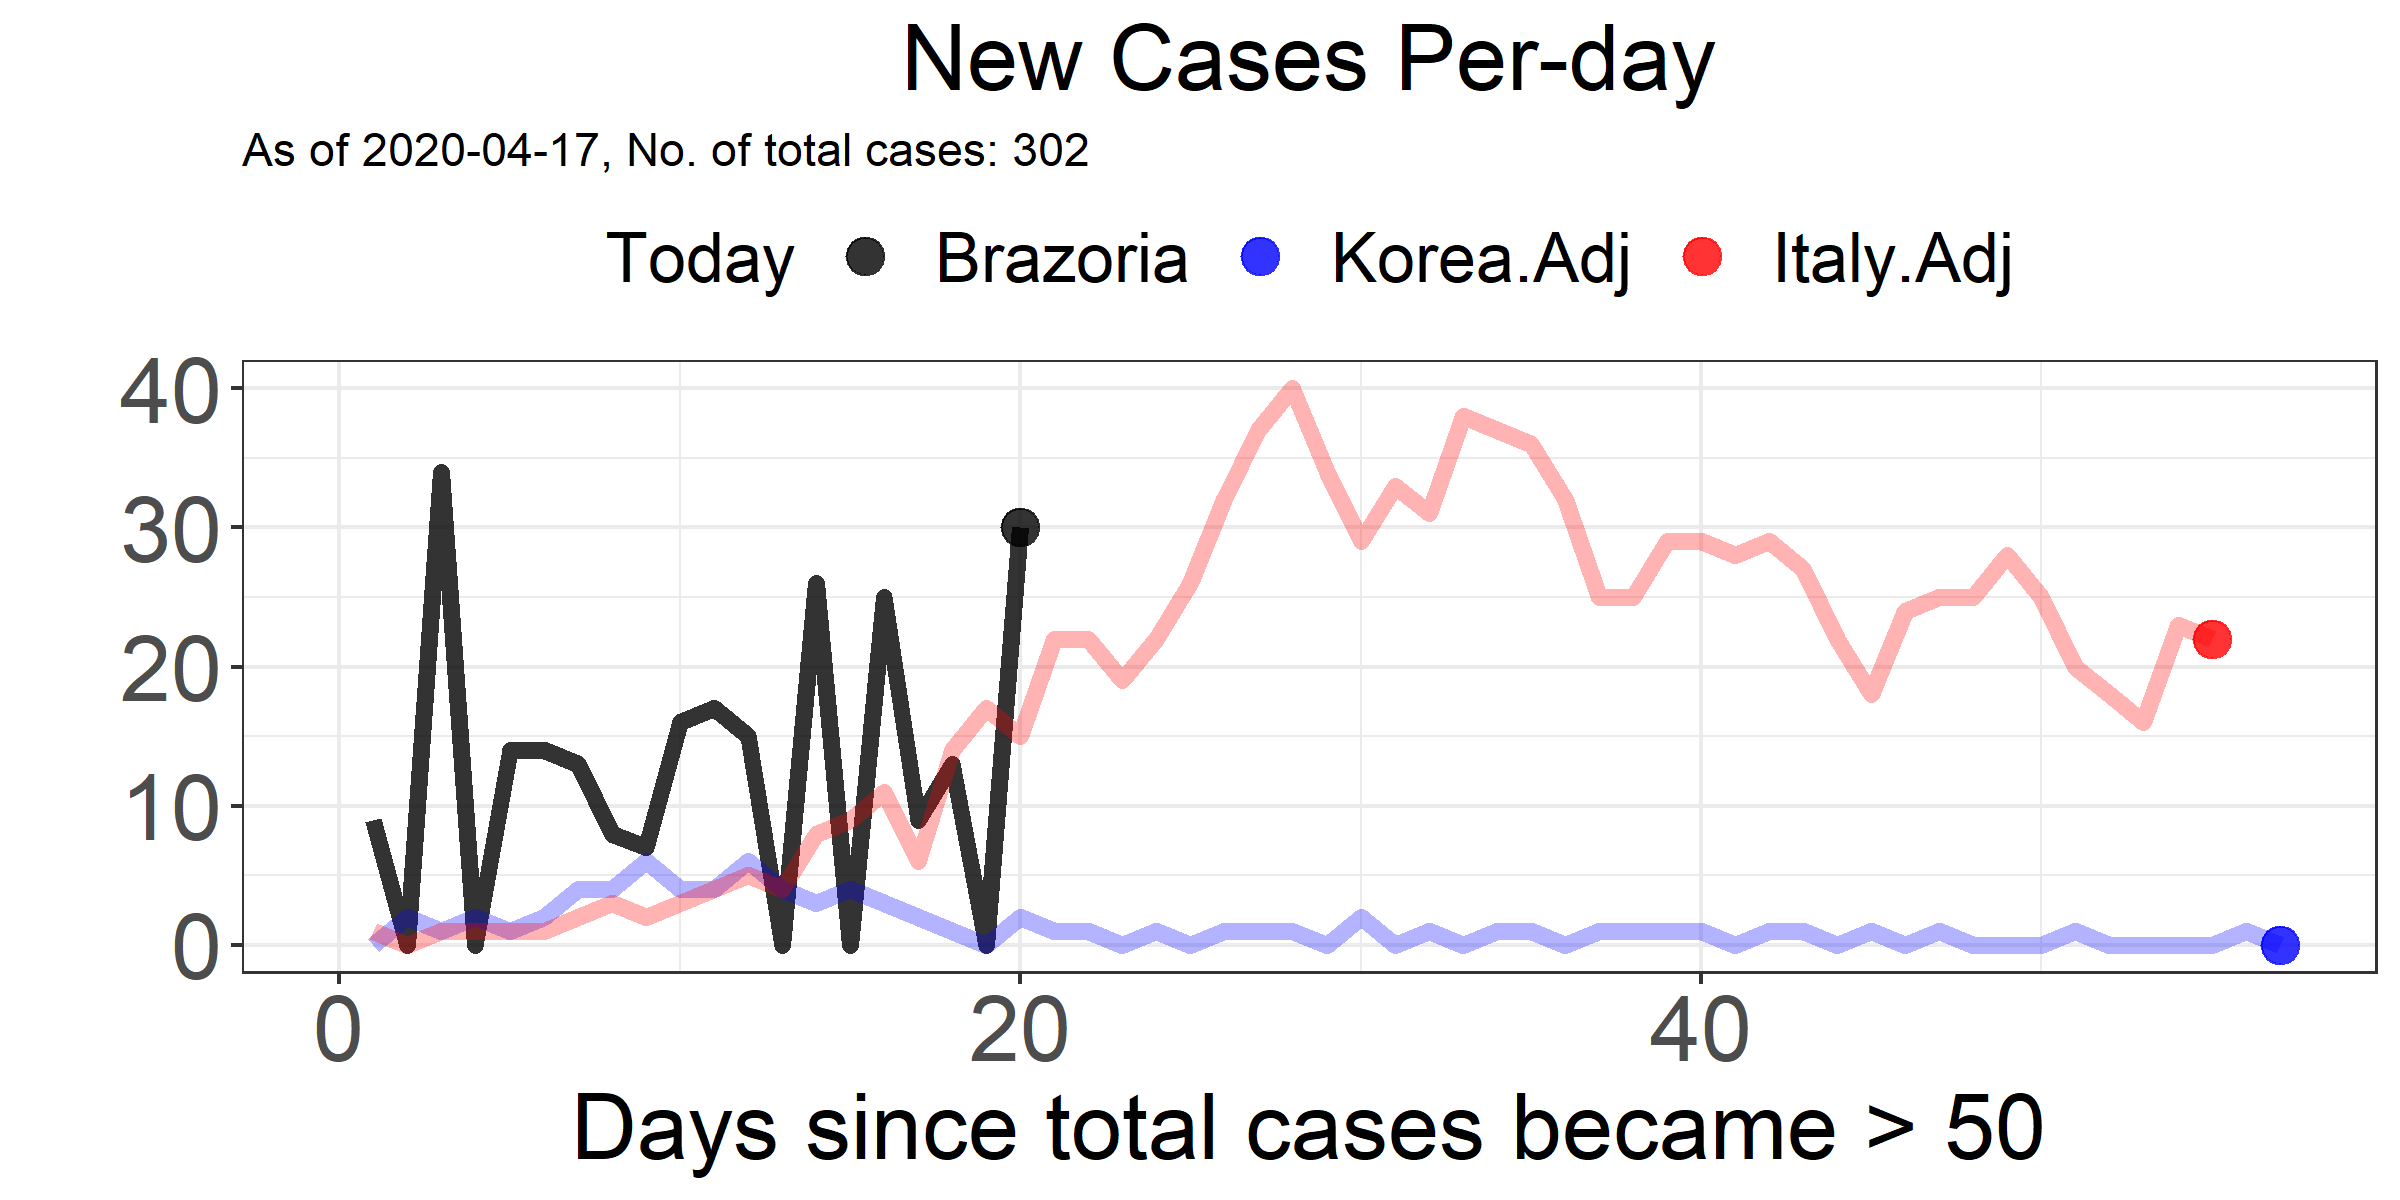 New Cases Per-day
As of 2020-04-17, No. of total cases: 302
Today Brazoria Korea.Adj Italy.Adj
40
30
20
10
0
0 20 40
Days since total cases became > 50